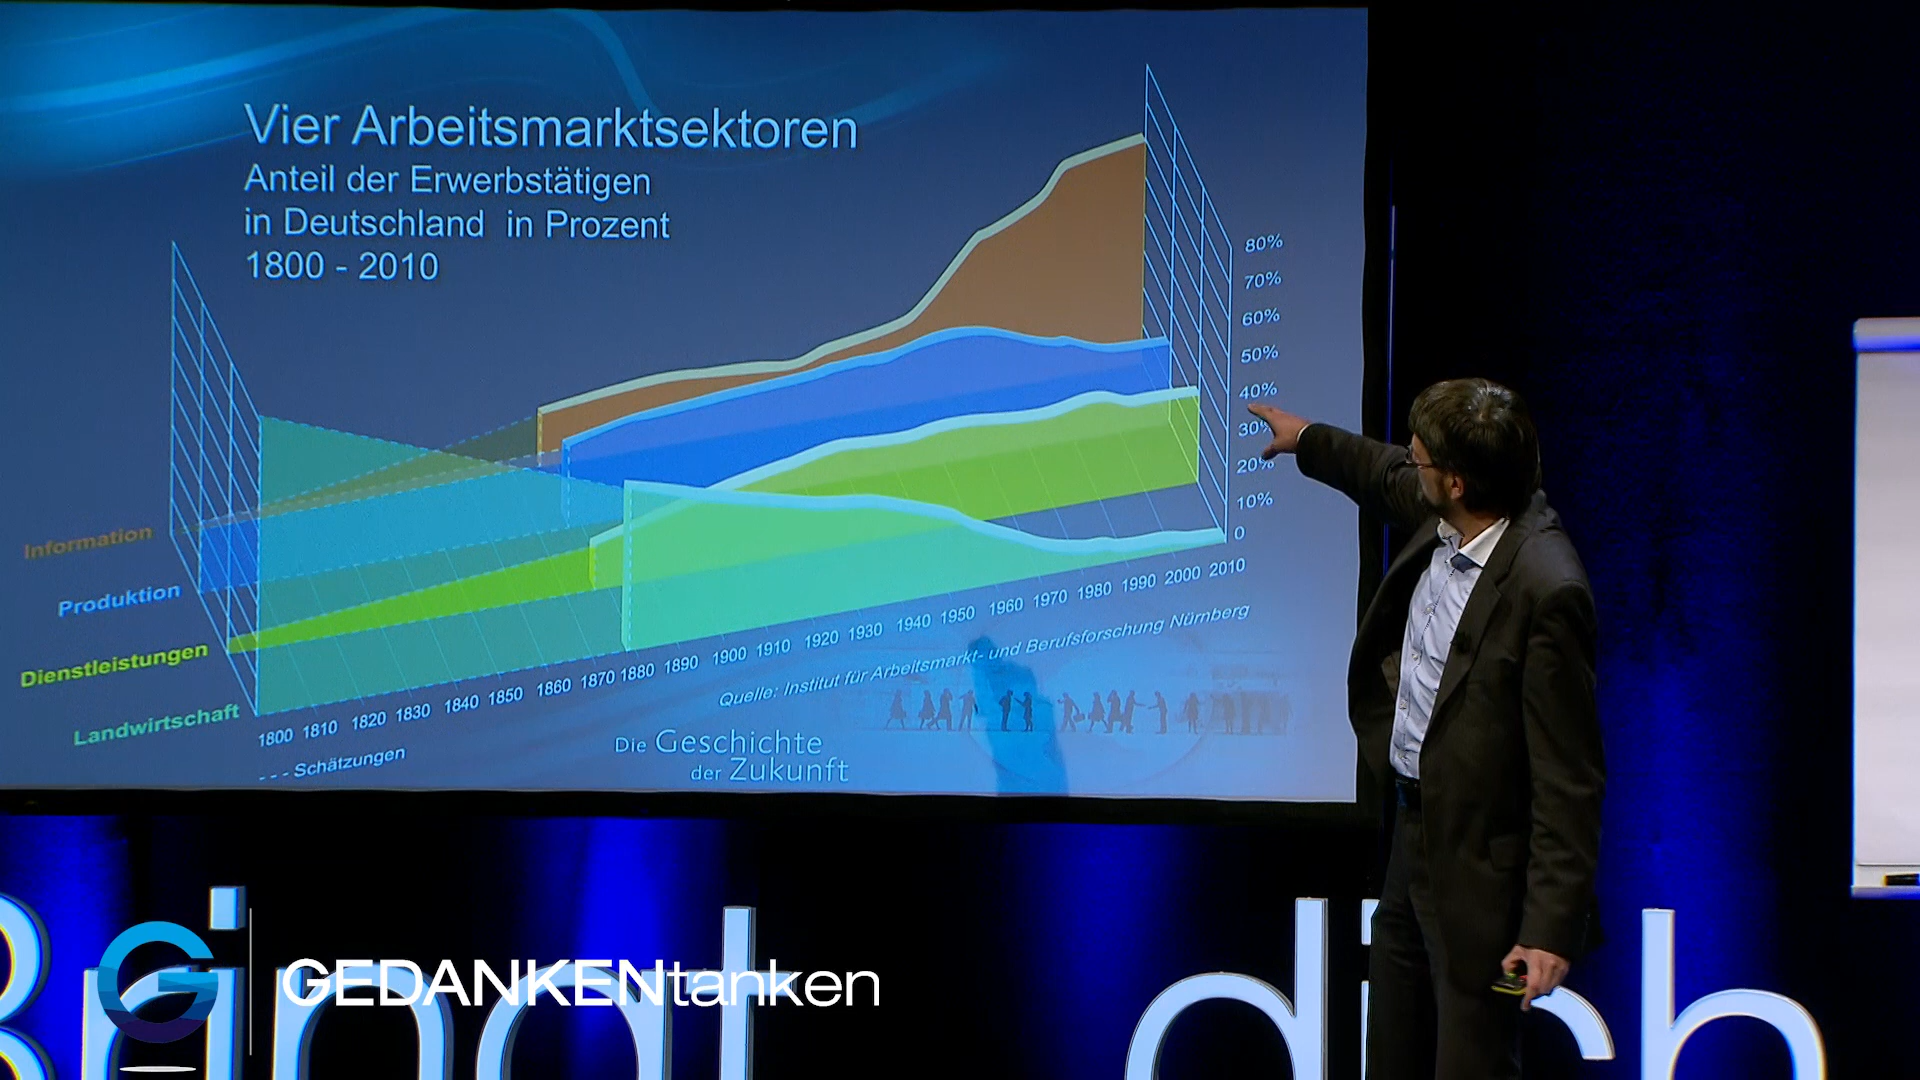 Vier Arbeitsmarktsektoren
Anteil der Erwerbstätigen
in Deutschland in Prozent
1800 - 2010
80%
70%
60%
50%
40%
30%
20%
10%
0
Information
Produktion
Dienstleistungen
Landwirtschaft
1800 1810 1820 1830 1840 1850 1860 1870 1880 1890 1900 1910 1920 1930 1940 1950 1960 1970 1980 1990 2000 2010
--- Schätzungen
Quelle: Institut für Arbeitsmarkt- und Berufsforschung Nürnberg
Die Geschichte
der Zukunft
Bringt dich
GEDANKENtanken